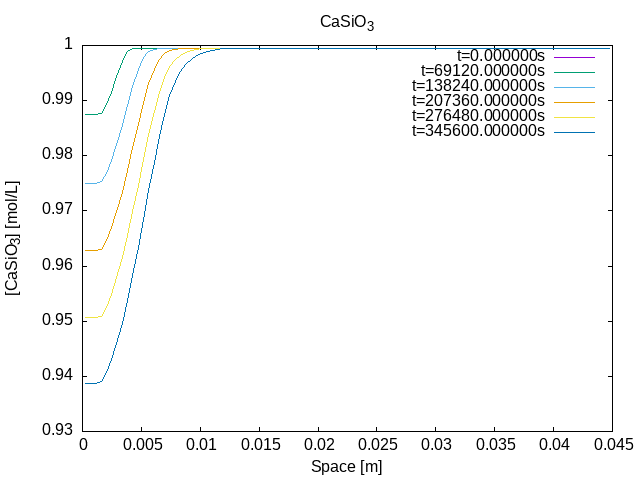 CaSiO3
1
0.99
0.98
0.97
0.96
0.95
0.94
0.93
[CaSiO3] [mol/L]
t=0.000000s
t=69120.000000s
t=138240.000000s
t=207360.000000s
t=276480.000000s
t=345600.000000s
0 0.005 0.01 0.015 0.02 0.025 0.03 0.035 0.04 0.045
Space [m]